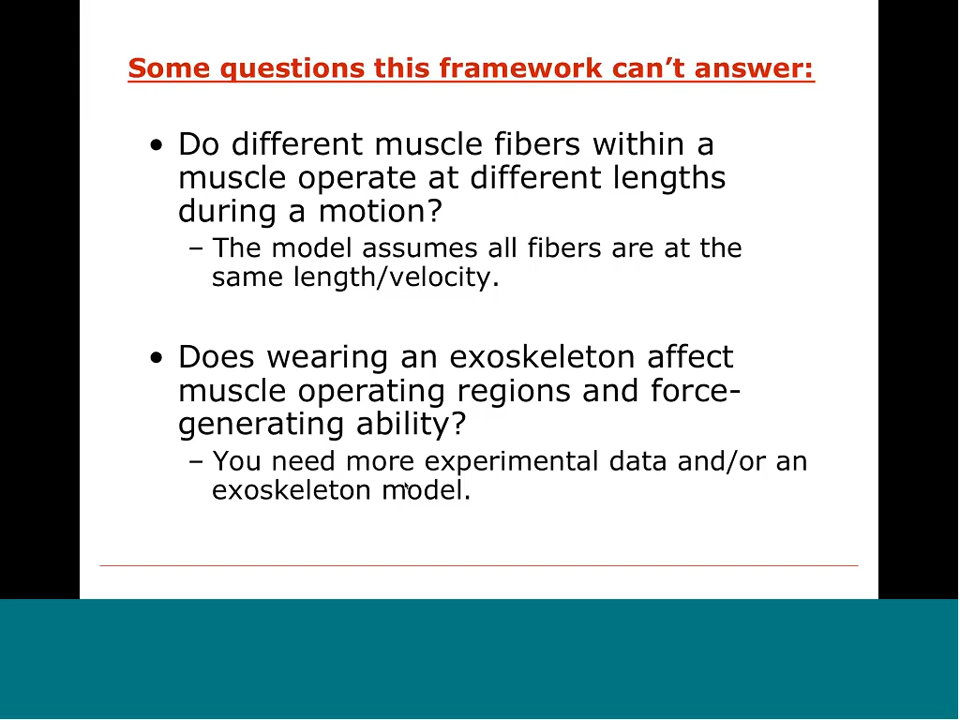 Some questions this framework can’t answer:
• Do different muscle fibers within a
muscle operate at different lengths
during a motion?
– The model assumes all fibers are at the
same length/velocity.
• Does wearing an exoskeleton affect
muscle operating regions and force-
generating ability?
– You need more experimental data and/or an
exoskeleton model.